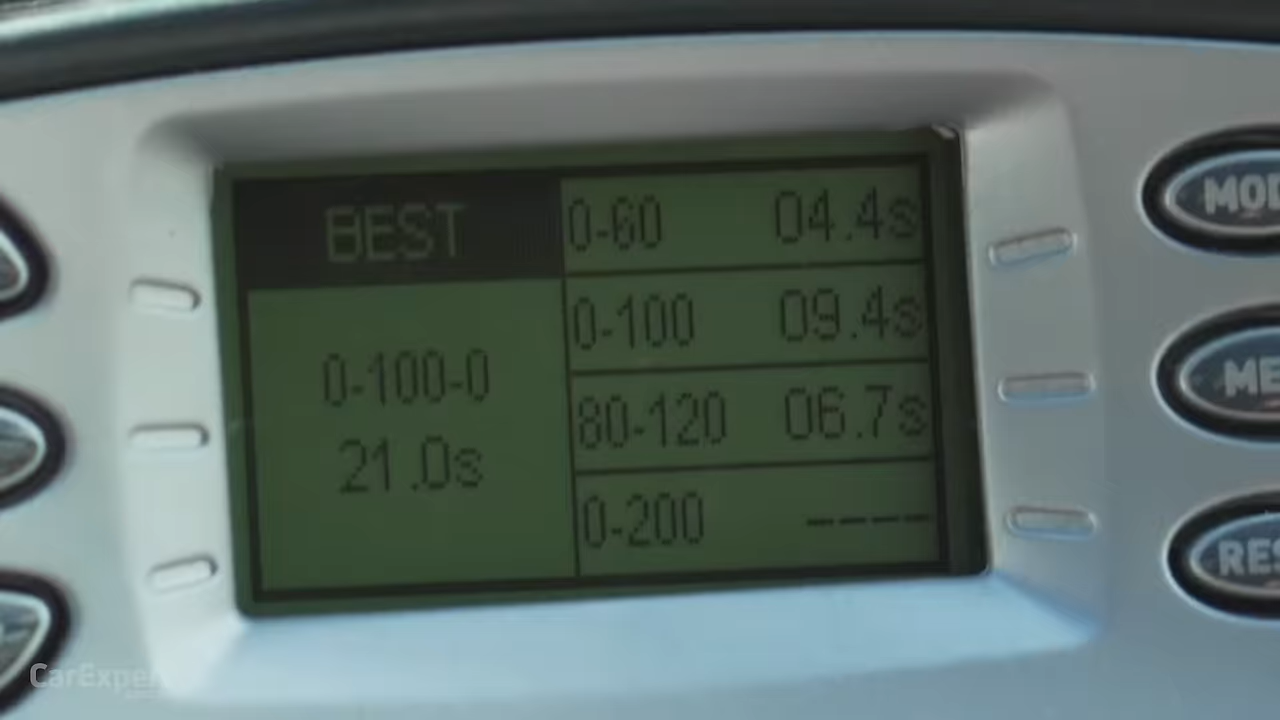 BEST
0-100-0
21.0s
0-60 04.4s
0-100 09.4s
80-120 06.7s
0-200 ----